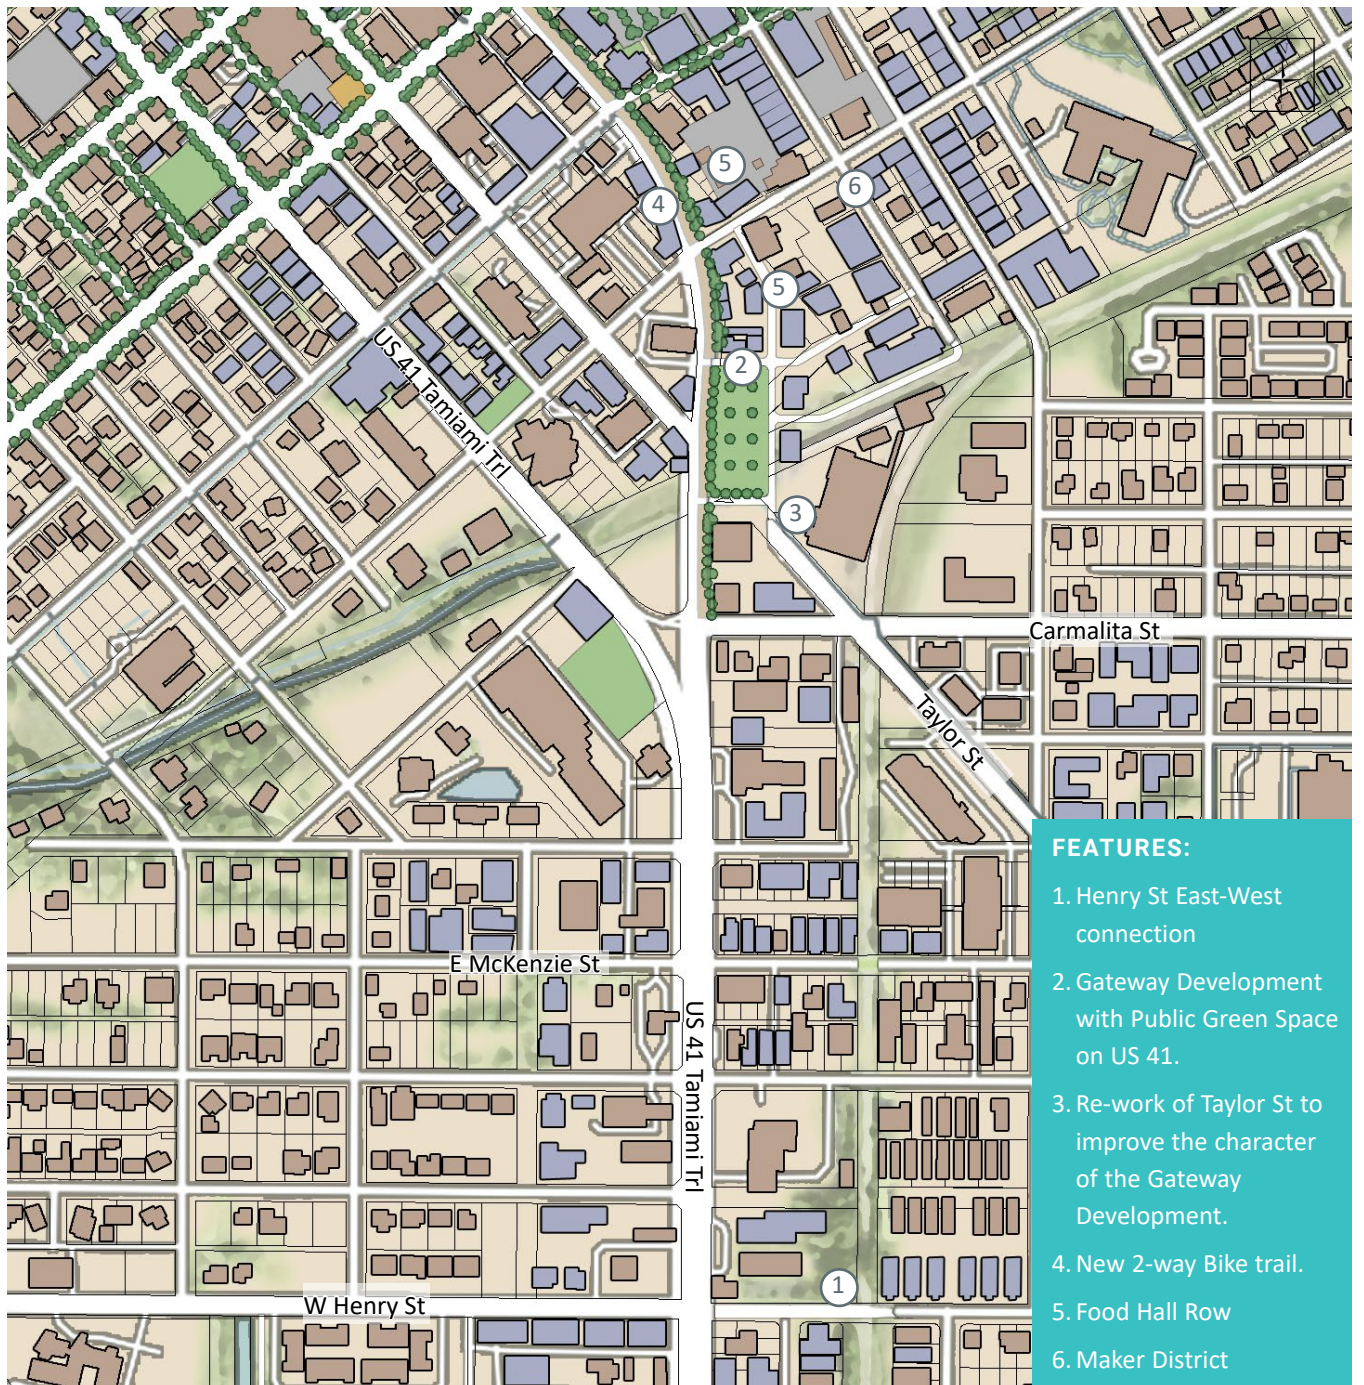 5
4
6
5
2
US 41 Tamiami Trl
3
Carmalita St
Taylor St
E McKenzie St
US 41 Tamiami Trl
1
W Henry St
FEATURES:
1. Henry St East-West
connection
2. Gateway Development
with Public Green Space
on US 41.
3. Re-work of Taylor St to
improve the character
of the Gateway
Development.
4. New 2-way Bike trail.
5. Food Hall Row
6. Maker District